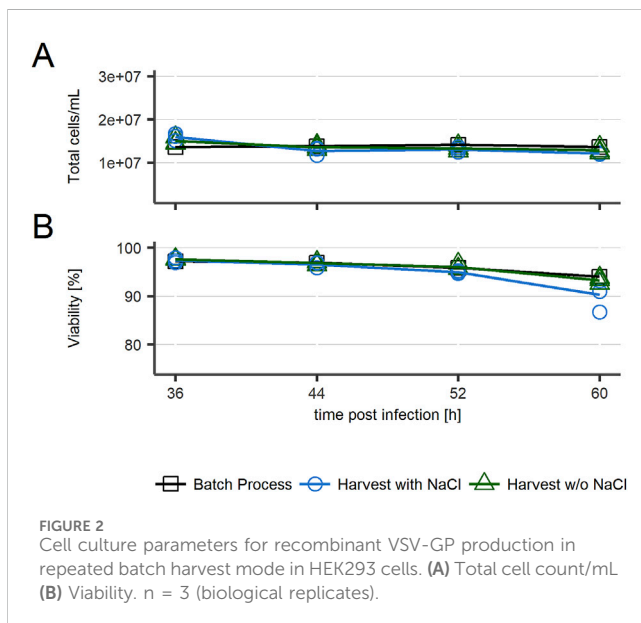 A
Total cells/mL
3e+07
2e+07
1e+07
B
Viability [%]
100
90
80
36 44 52 60
time post infection [h]
Batch Process Harvest with NaCl Harvest w/o NaCl
FIGURE 2
Cell culture parameters for recombinant VSV-GP production in
repeated batch harvest mode in HEK293 cells. (A) Total cell count/mL
(B) Viability. n = 3 (biological replicates).